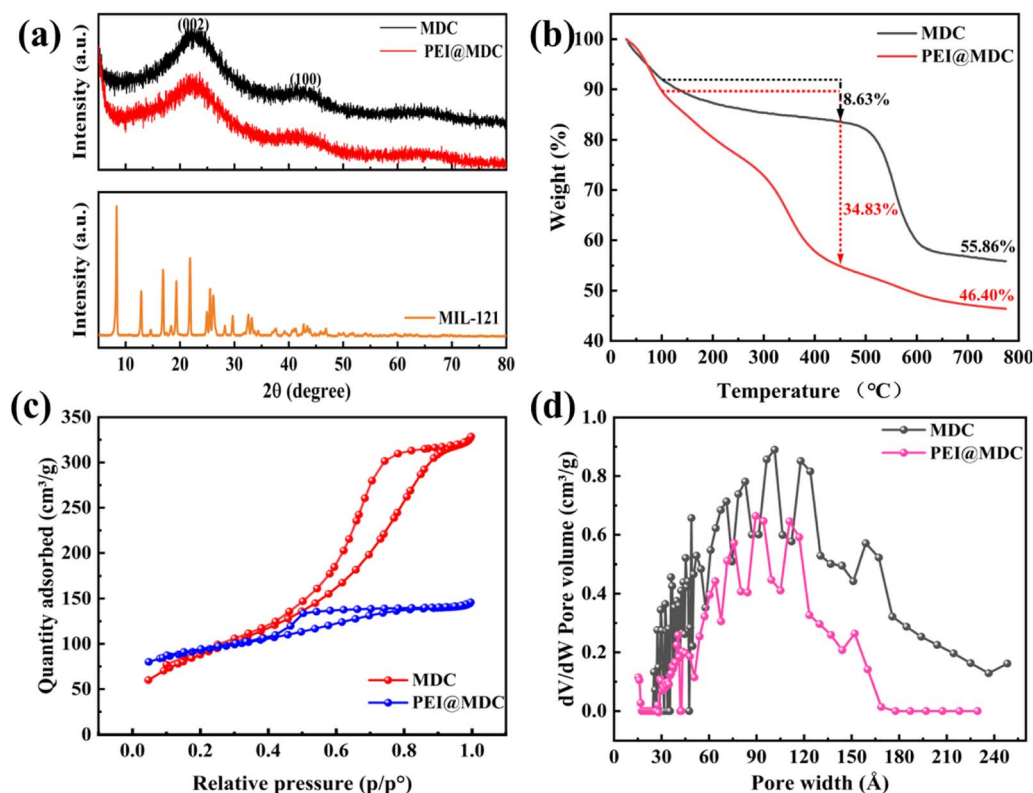 (a)
(002)
MDC
PEI@MDC
(100)
Intensity (a.u.)
MIL-121
Intensity (a.u.)
10 20 30 40 50 60 70 80
2θ (degree)
(b)
MDC
PEI@MDC
8.63%
34.83%
55.86%
46.40%
100
90
80
70
60
50
40
Weight (%)
0 100 200 300 400 500 600 700 800
Temperature （°C）
(c)
350
300
250
200
150
100
50
0
Quantity adsorbed (cm³/g)
MDC
PEI@MDC
0.0 0.2 0.4 0.6 0.8 1.0
Relative pressure (p/p°)
(d)
MDC
PEI@MDC
1.0
0.8
0.6
0.4
0.2
0.0
dV/dW Pore volume (cm³/g)
0 30 60 90 120 150 180 210 240
Pore width (Å)